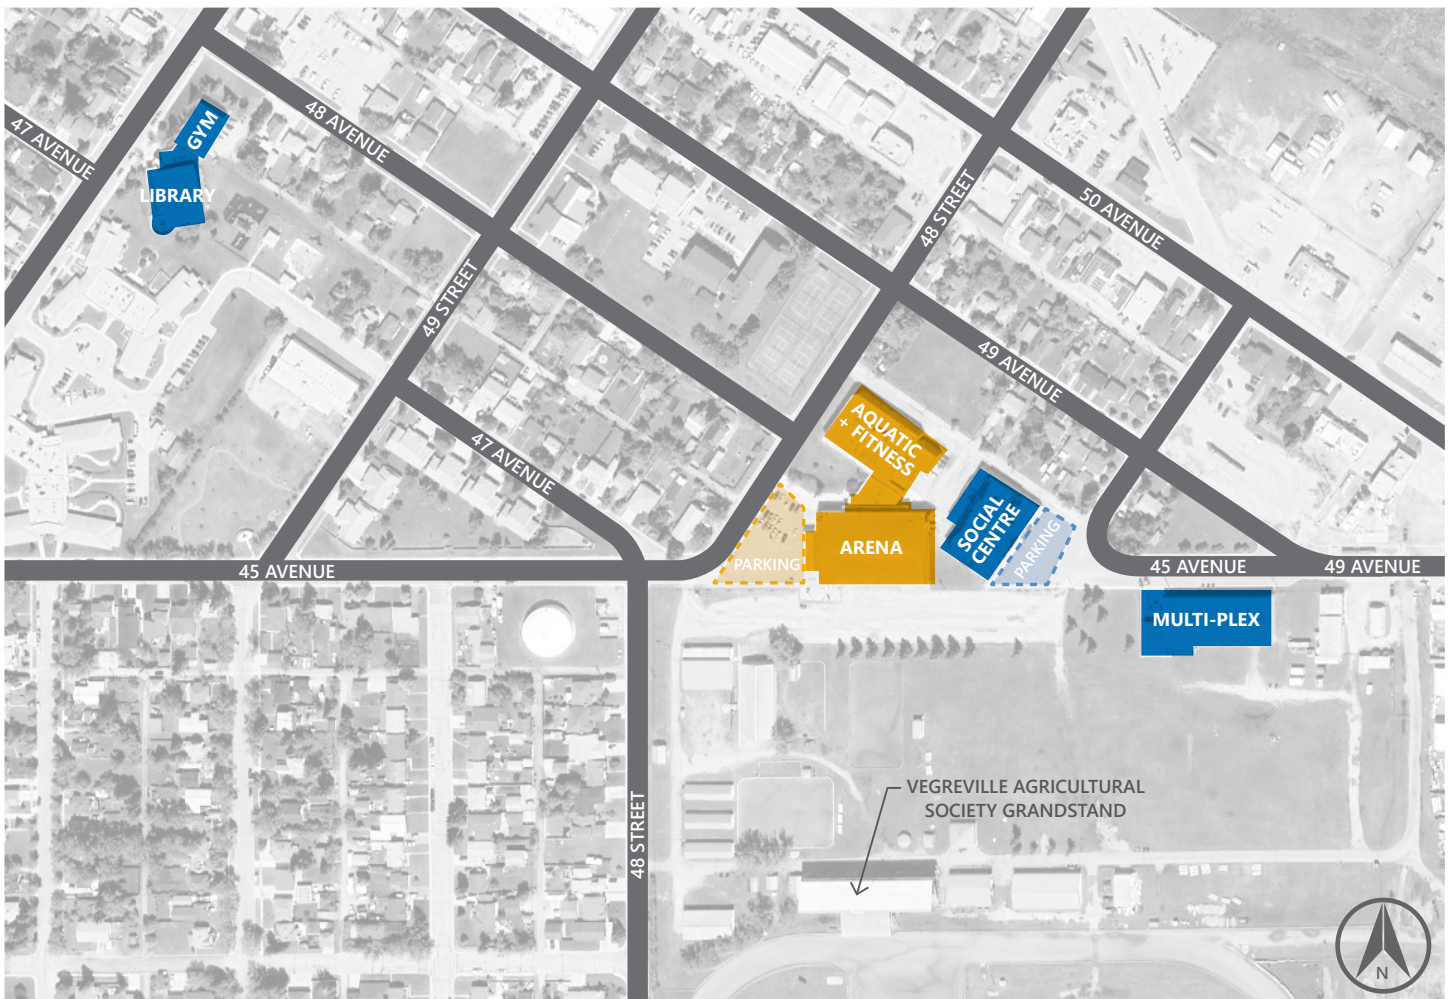 47 AVENUE
48 AVENUE
GYM
LIBRARY
49 STREET
48 STREET
50 AVENUE
49 AVENUE
47 AVENUE
AQUATIC
+ FITNESS
SOCIAL
CENTRE
PARKING
ARENA
PARKING
45 AVENUE
45 AVENUE
49 AVENUE
MULTI-PLEX
48 STREET
VEGREVILLE AGRICULTURAL
SOCIETY GRANDSTAND
N